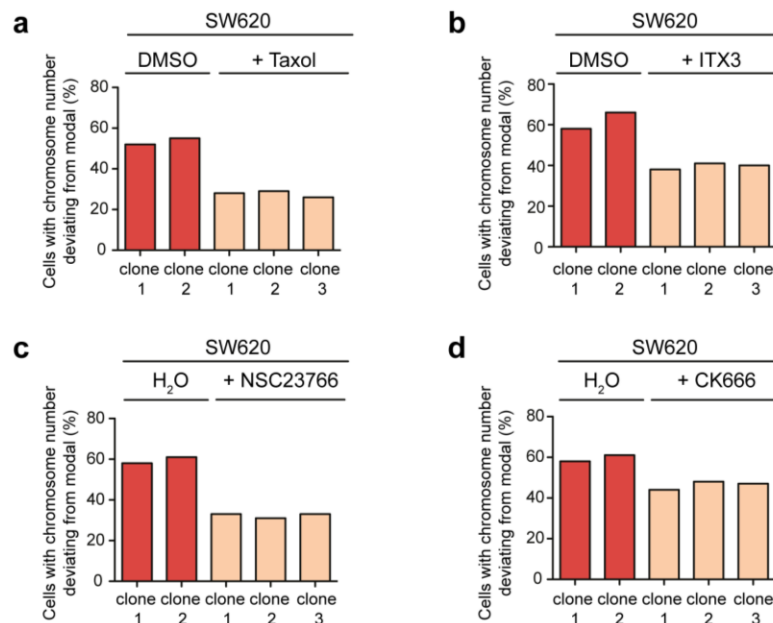 a
SW620
DMSO
+ Taxol
Cells with chromosome number
deviating from modal (%)
80
60
40
20
0
clone clone clone clone clone
1 2 1 2 3
b
SW620
DMSO
+ ITX3
Cells with chromosome number
deviating from modal (%)
80
60
40
20
0
clone clone clone clone clone
1 2 1 2 3
c
SW620
H₂O
+ NSC23766
Cells with chromosome number
deviating from modal (%)
80
60
40
20
0
clone clone clone clone clone
1 2 1 2 3
d
SW620
H₂O
+ CK666
Cells with chromosome number
deviating from modal (%)
80
60
40
20
0
clone clone clone clone clone
1 2 1 2 3